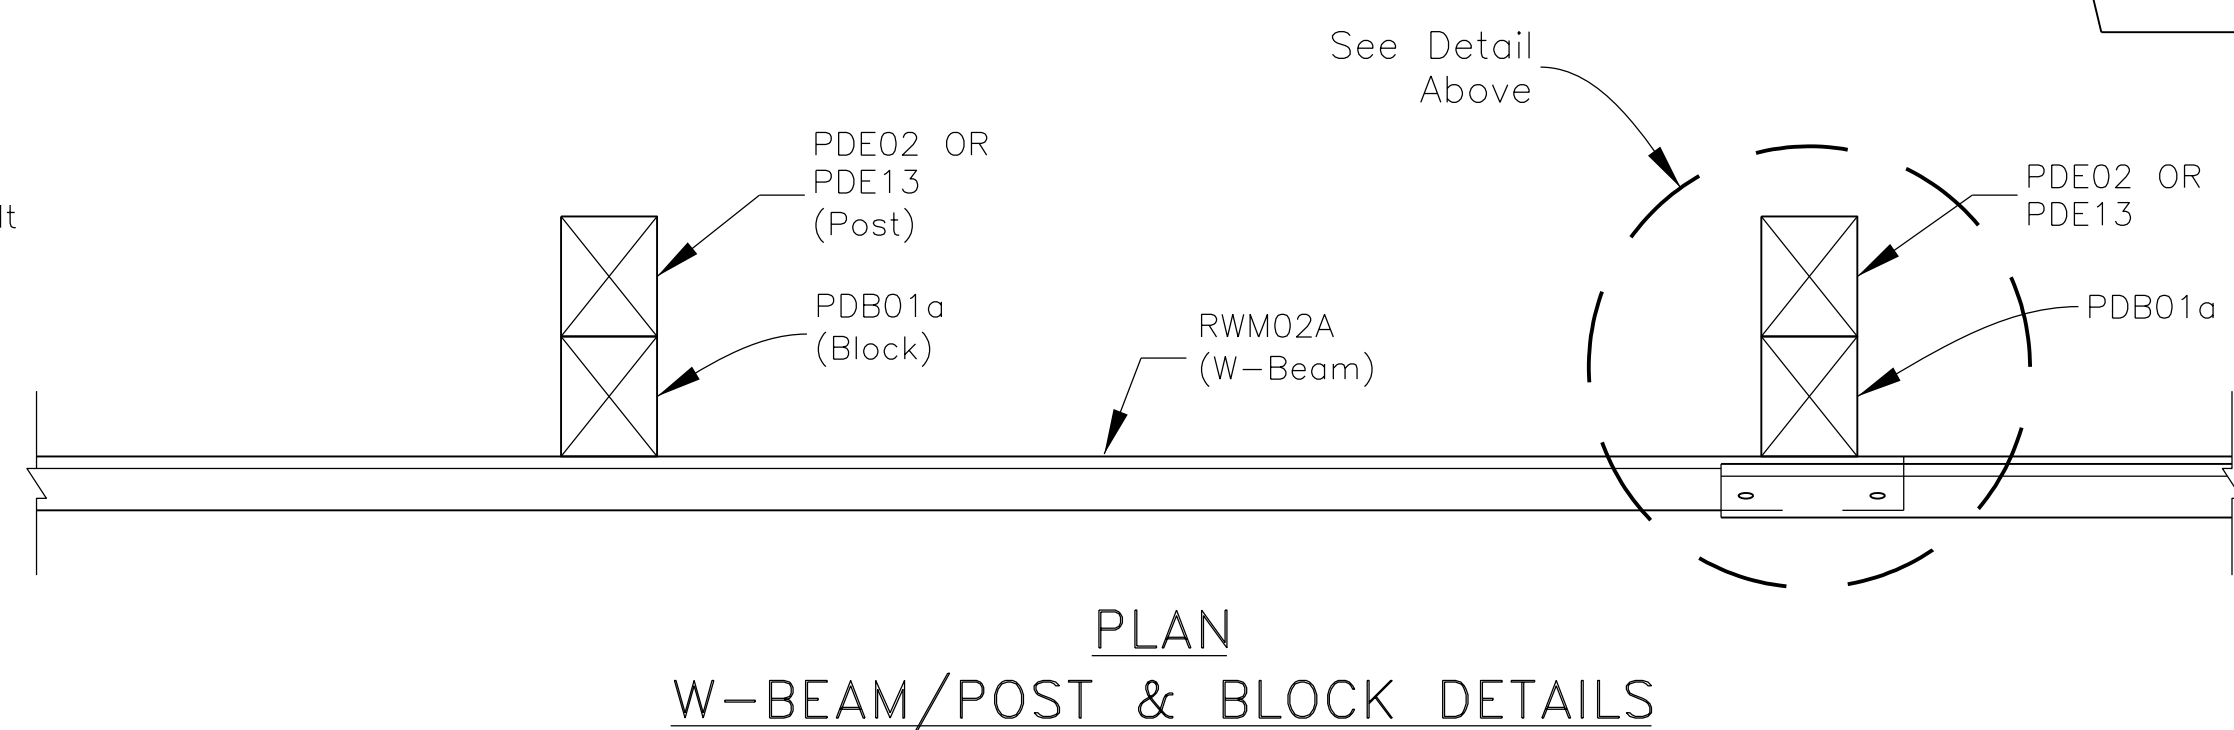 See Detail
Above
PDE02 OR
PDE13
(Post)
PDE02 OR
PDE13
lt
PDB01a
(Block)
PDB01a
RWM02A
(W-Beam)
PLAN
W-BEAM/POST & BLOCK DETAILS